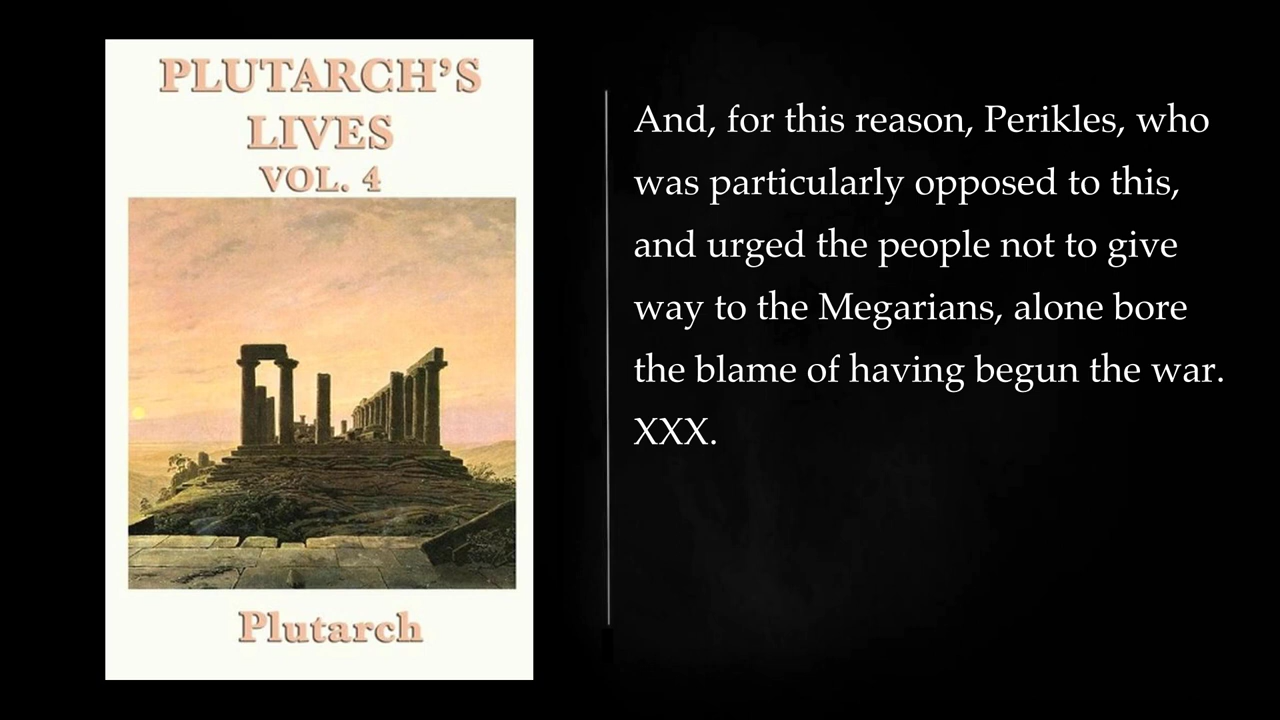 PLUTARCH'S
LIVES
VOL. 4
Plutarch
And, for this reason, Perikles, who
was particularly opposed to this,
and urged the people not to give
way to the Megarians, alone bore
the blame of having begun the war.
XXX.